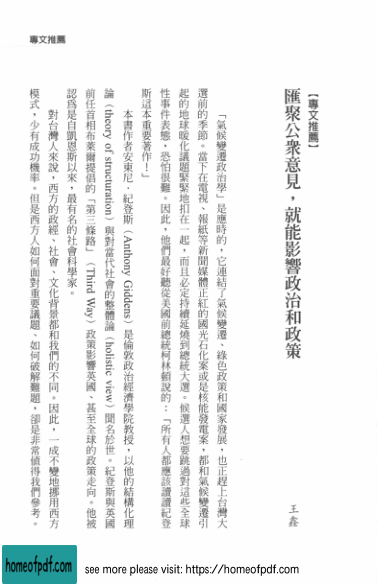 專文推薦
【專文推薦】
匯聚公眾意見，就能影響政治和政策
王鑫
「氣候變遷政治學」是應時的，它連結了氣候變遷、綠色政策和國家發展，也正趕上台灣大
選前的季節。當下在電視、報紙等新聞媒體正紅的國光石化案或是核能發電案，都和氣候變遷引
起的地球暖化議題緊緊地扣在一起，而且必定持續延燒到總統大選。候選人想要跳過對這些全球
性事件表態，恐怕很難。因此，他們最好聽從美國前總統柯林頓說的：「所有人都應該讀讀紀登
斯這本重要著作！」
本書作者安東尼．紀登斯（Anthony Giddens）是倫敦政治經濟學院教授，以他的結構化理
論（theory of structuration）與對當代社會的整體論（holistic view）聞名於世。紀登斯與英國
前任首相布萊爾提倡的「第三條路」（Third Way）政策影響英國、甚至全球的政策走向。他被
認為是自凱恩斯以來，最有名的社會科學家。
對台灣人來說，西方的政經、社會、文化背景都和我們的不同。因此，一成不變地挪用西方
模式，少有成功機率。但是西方人如何面對重要議題、如何破解難題，卻是非常值得我們參考。
homeofpdf.com
see more please visit: https://homeofpdf.com